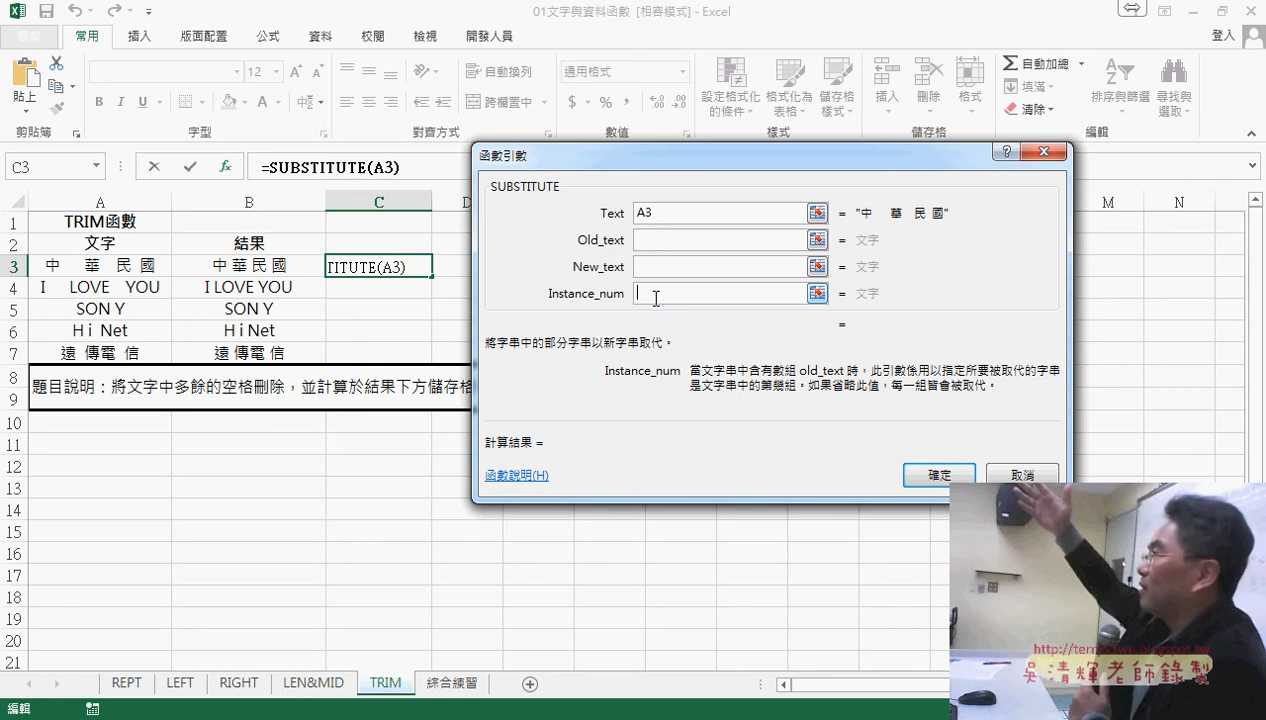 01文字與資料函數 [相容模式] - Excel
檔案 常用 插入 版面配置 公式 資料 校閱 檢視 開發人員 登入
貼上 剪貼簿
12 字型
自動換列 跨欄置中 對齊方式
通用格式 數值
設定格式化的條件 格式化為表格 儲存格樣式 樣式
插入 刪除 格式 儲存格
自動加總 填滿 清除 排序與篩選 尋找與選取 編輯
C3 =SUBSTITUTE(A3)
A B C D M N
1 TRIM函數
2 文字 結果
3 中 華 民 國 中 華 民 國 TITUTE(A3)
4 I LOVE YOU I LOVE YOU
5 SON Y SON Y
6 H i Net H i Net
7 遠 傳電 信 遠 傳電 信
8 題目說明：將文字中多餘的空格刪除，並計算於結果下方儲存格
9
10
11
12
13
14
15
16
17
18
19
20
21
函數引數
SUBSTITUTE
Text A3 = "中 華 民 國"
Old_text = 文字
New_text = 文字
Instance_num = 文字
=
將字串中的部分字串以新字串取代。
Instance_num 當文字串中含有數組 old_text 時，此引數係用以指定所要被取代的字串
是文字串中的第幾組。如果省略此值，每一組皆會被取代。
計算結果 =
函數說明(H) 確定 取消
吳清輝老師錄製
REPT LEFT RIGHT LEN&MID TRIM 綜合練習
編輯